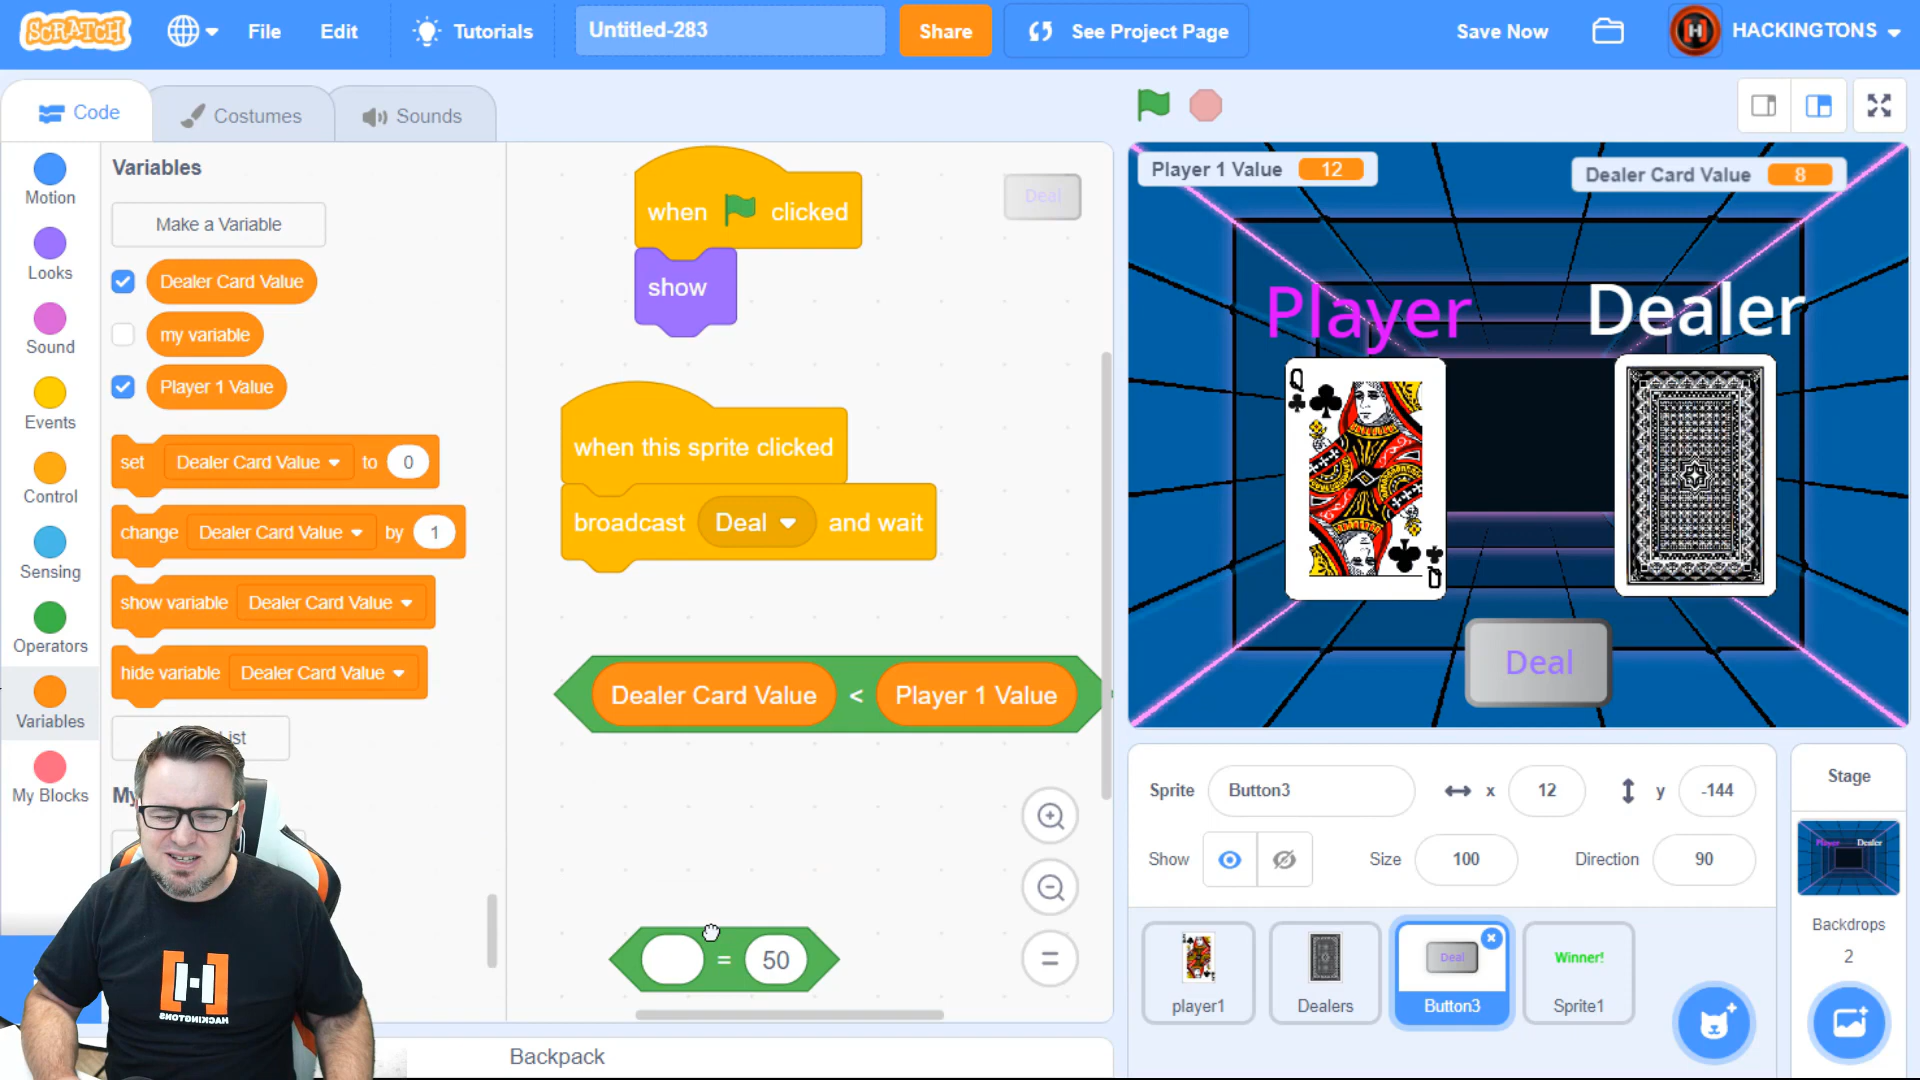 SCRATCH
File
Edit
Tutorials
Untitled-283
Share
See Project Page
Save Now
HACKINGTONS
Code
Costumes
Sounds
Motion
Looks
Sound
Events
Control
Sensing
Operators
Variables
My Blocks
Variables
Make a Variable
Dealer Card Value
my variable
Player 1 Value
set Dealer Card Value to 0
change Dealer Card Value by 1
show variable Dealer Card Value
hide variable Dealer Card Value
when clicked
show
Deal
when this sprite clicked
broadcast Deal and wait
Dealer Card Value < Player 1 Value
= 50
Backpack
Player 1 Value 12
Dealer Card Value 8
Player
Dealer
Q
Q
Deal
Sprite Button3 x 12 y -144
Show Size 100 Direction 90
player1
Dealers
Deal
Button3
Winner!
Sprite1
Stage
Player Dealer
Backdrops
2
HACKINGTONS